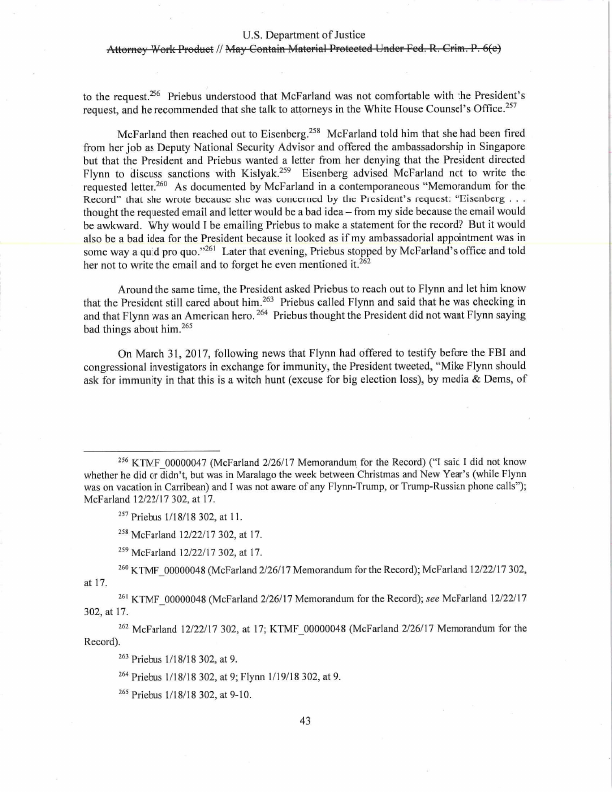 U.S. Department of Justice
Attorney Work Product // May Contain Material Protected Under Fed. R. Crim. P. 6(e)
to the request.256 Priebus understood that McFarland was not comfortable with the President's
request, and he recommended that she talk to attorneys in the White House Counsel's Office.257
McFarland then reached out to Eisenberg.258 McFarland told him that she had been fired
from her job as Deputy National Security Advisor and offered the ambassadorship in Singapore
but that the President and Priebus wanted a letter from her denying that the President directed
Flynn to discuss sanctions with Kislyak.259 Eisenberg advised McFarland not to write the
requested letter.260 As documented by McFarland in a contemporaneous "Memorandum for the
Record" that she wrote because she was concerned by the President's request: "Eisenberg . . .
thought the requested email and letter would be a bad idea – from my side because the email would
be awkward. Why would I be emailing Priebus to make a statement for the record? But it would
also be a bad idea for the President because it looked as if my ambassadorial appointment was in
some way a quid pro quo."261 Later that evening, Priebus stopped by McFarland's office and told
her not to write the email and to forget he even mentioned it.262
Around the same time, the President asked Priebus to reach out to Flynn and let him know
that the President still cared about him.263 Priebus called Flynn and said that he was checking in
and that Flynn was an American hero.264 Priebus thought the President did not want Flynn saying
bad things about him.265
On March 31, 2017, following news that Flynn had offered to testify before the FBI and
congressional investigators in exchange for immunity, the President tweeted, "Mike Flynn should
ask for immunity in that this is a witch hunt (excuse for big election loss), by media & Dems, of
256 KTMF_00000047 (McFarland 2/26/17 Memorandum for the Record) ("I said I did not know
whether he did or didn't, but was in Maralago the week between Christmas and New Year's (while Flynn
was on vacation in Carribean) and I was not aware of any Flynn-Trump, or Trump-Russian phone calls");
McFarland 12/22/17 302, at 17.
257 Priebus 1/18/18 302, at 11.
258 McFarland 12/22/17 302, at 17.
259 McFarland 12/22/17 302, at 17.
260 KTMF_00000048 (McFarland 2/26/17 Memorandum for the Record); McFarland 12/22/17 302,
at 17.
261 KTMF_00000048 (McFarland 2/26/17 Memorandum for the Record); see McFarland 12/22/17
302, at 17.
262 McFarland 12/22/17 302, at 17; KTMF_00000048 (McFarland 2/26/17 Memorandum for the
Record).
263 Priebus 1/18/18 302, at 9.
264 Priebus 1/18/18 302, at 9; Flynn 1/19/18 302, at 9.
265 Priebus 1/18/18 302, at 9-10.
43